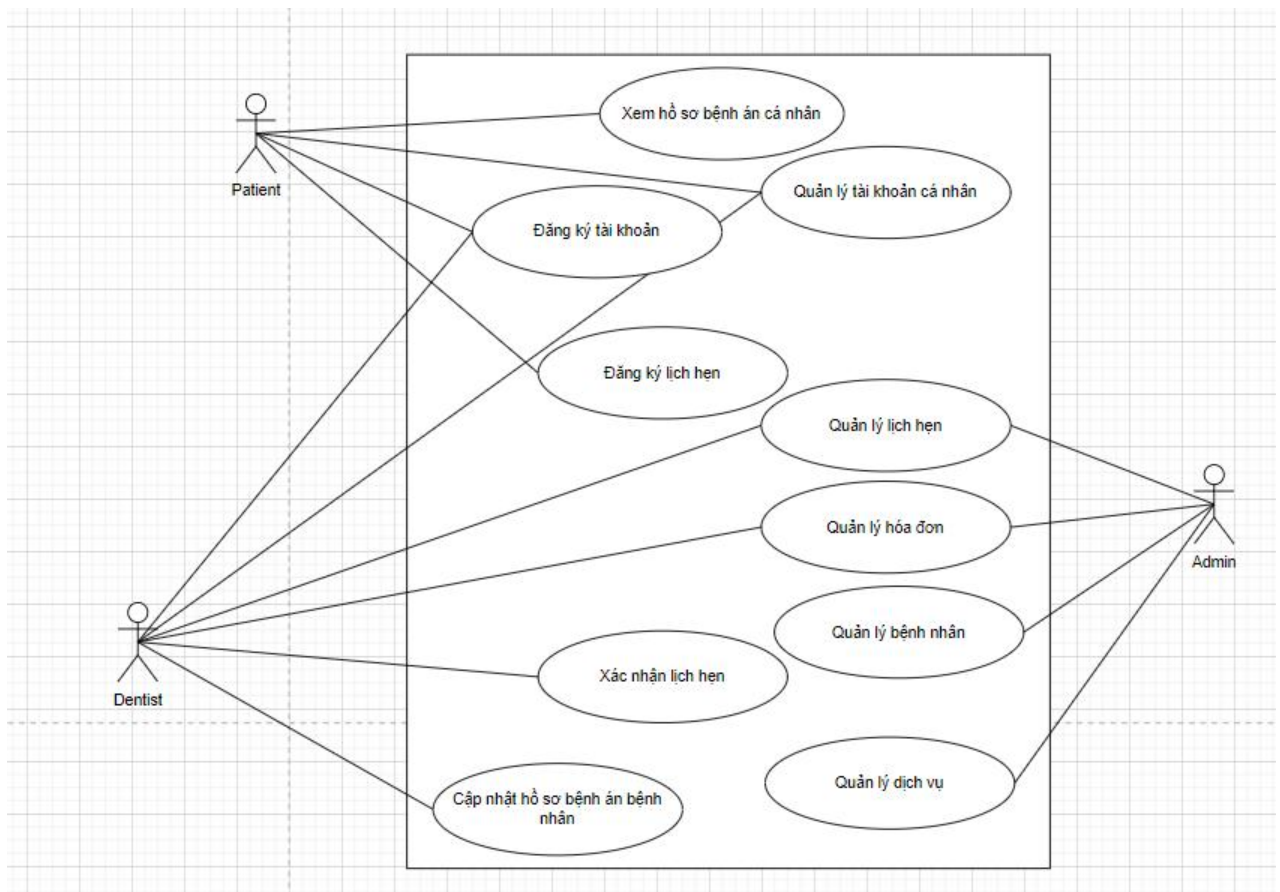 Xem hồ sơ bệnh án cá nhân
Patient
Quản lý tài khoản cá nhân
Đăng ký tài khoản
Đăng ký lịch hẹn
Quản lý lịch hẹn
Quản lý hóa đơn
Admin
Quản lý bệnh nhân
Xác nhận lịch hẹn
Dentist
Quản lý dịch vụ
Cập nhật hồ sơ bệnh án bệnh
nhân